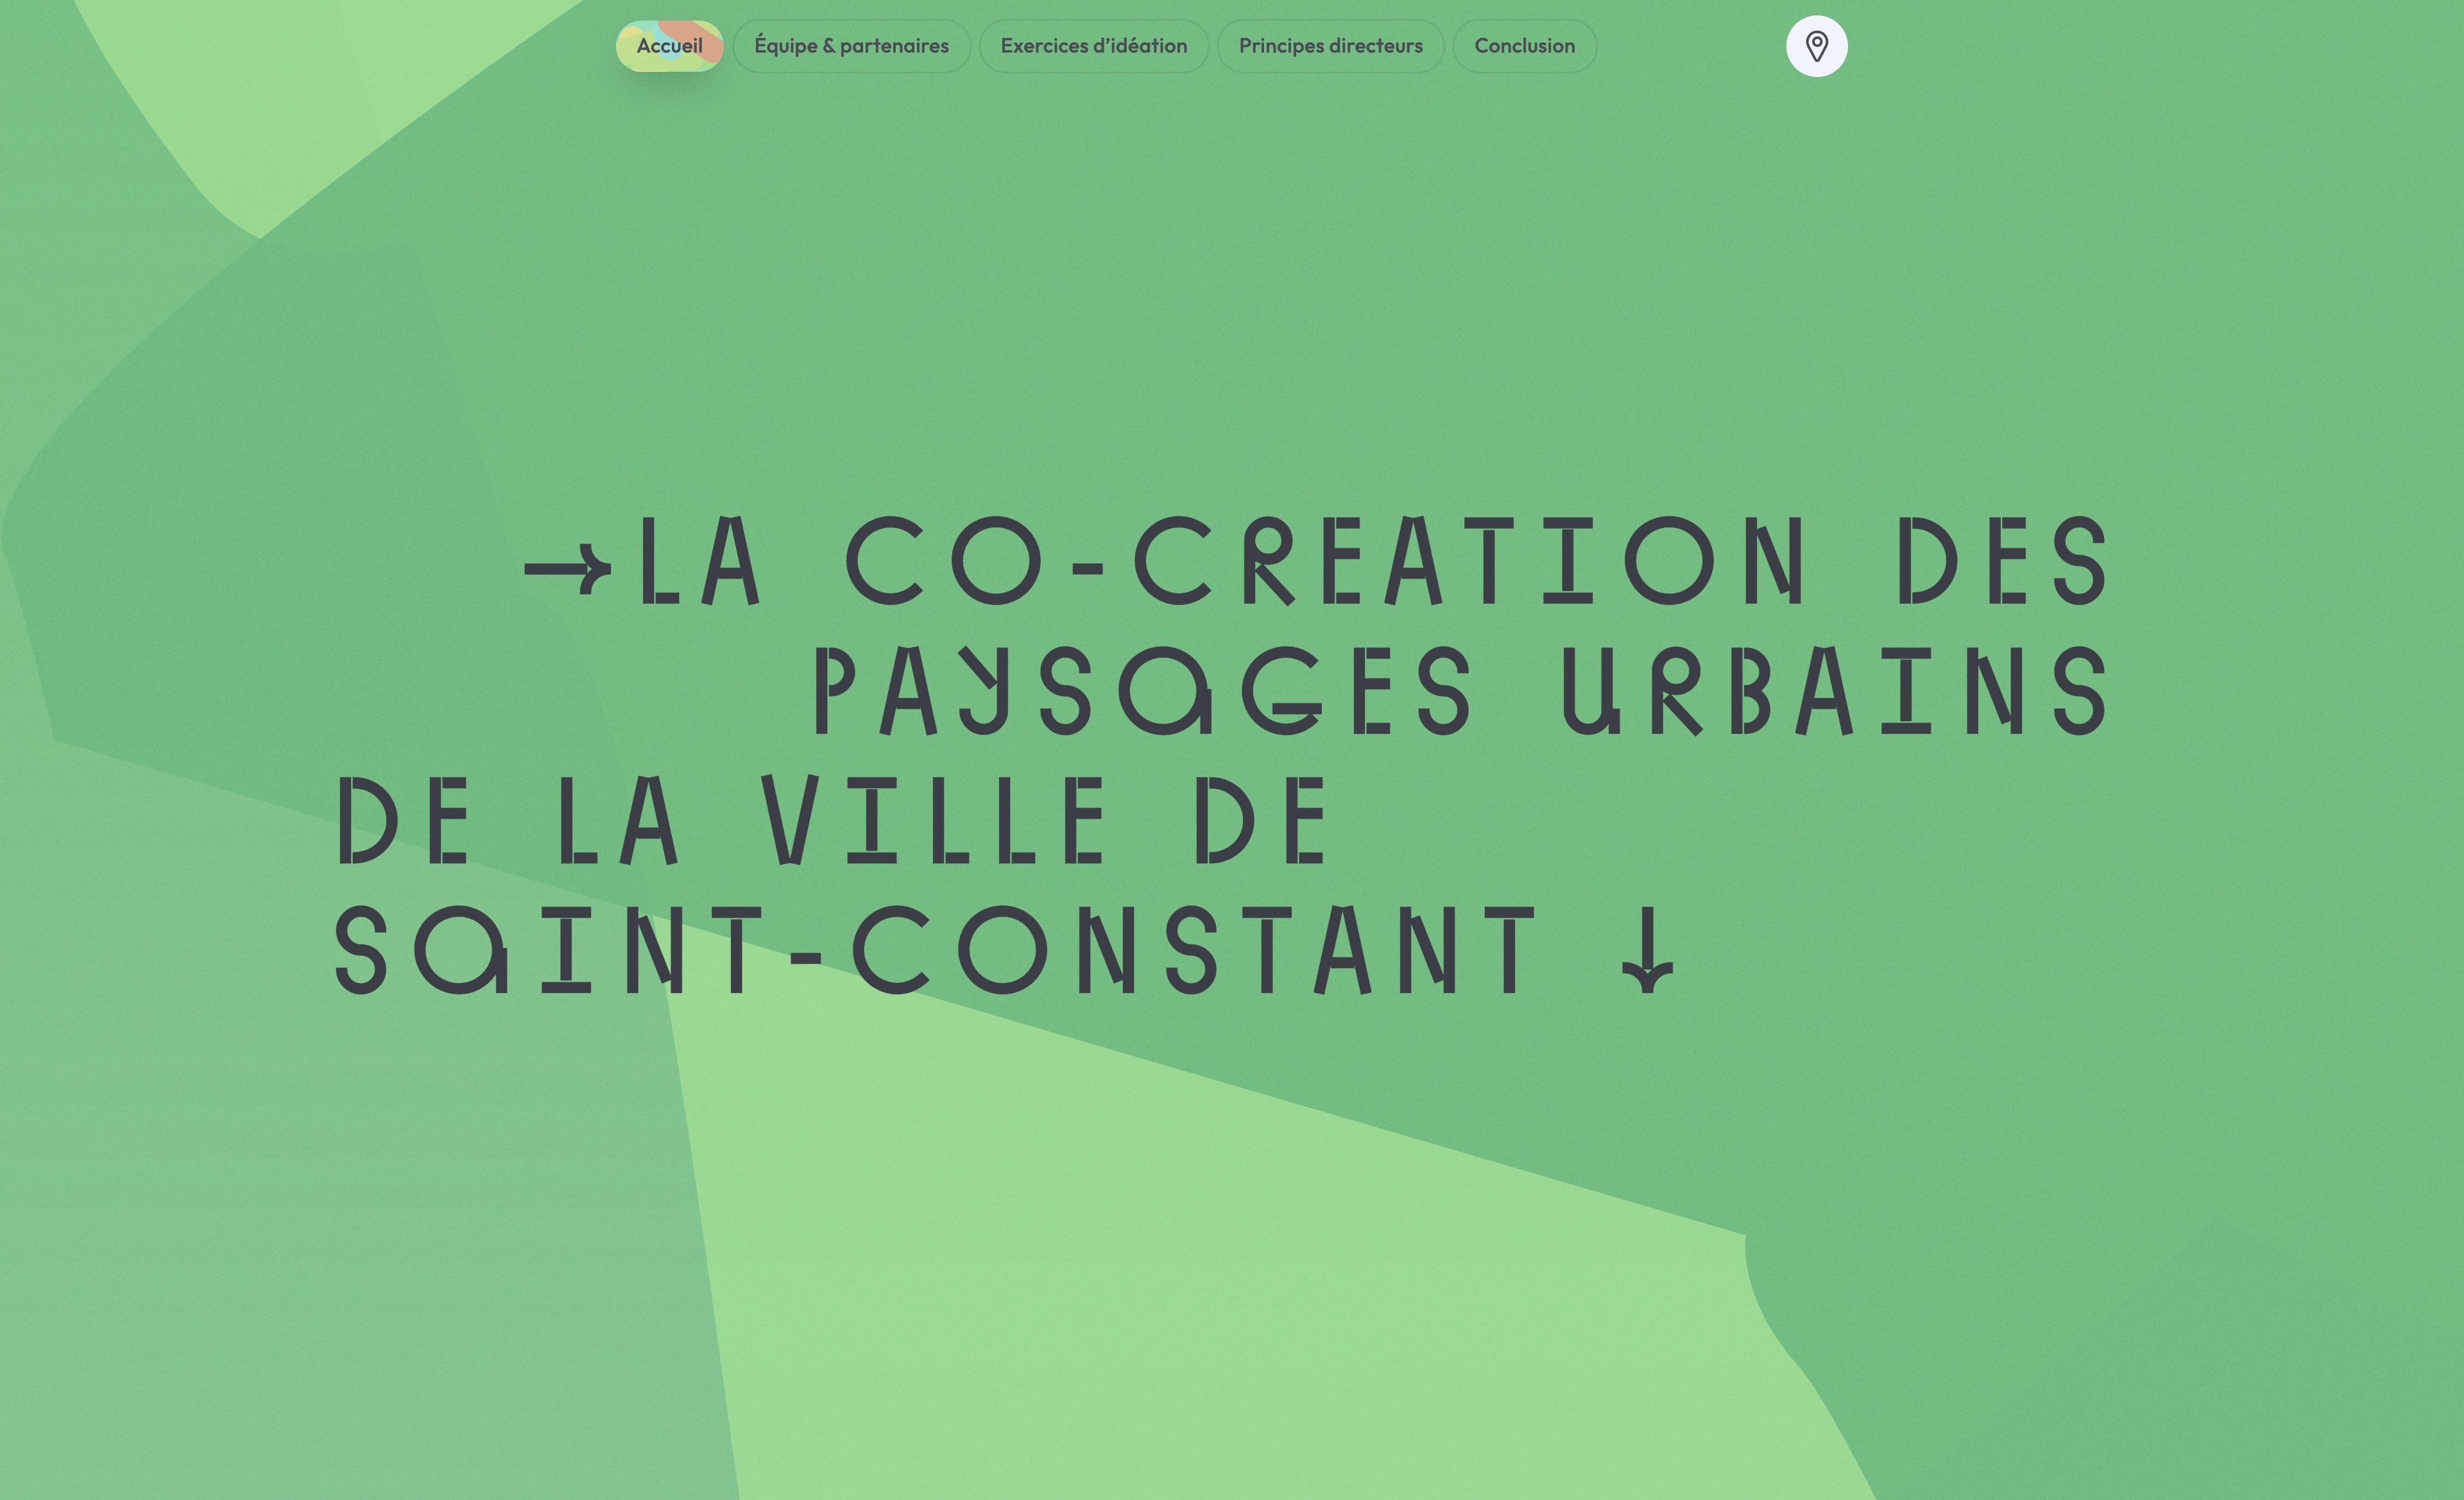 Accueil
Équipe & partenaires
Exercices d’idéation
Principes directeurs
Conclusion
→LA CO-CREATION DES
PAYSaGES uRBAINS
DE LA VILLE DE
SaINT-CONSTANT ↓